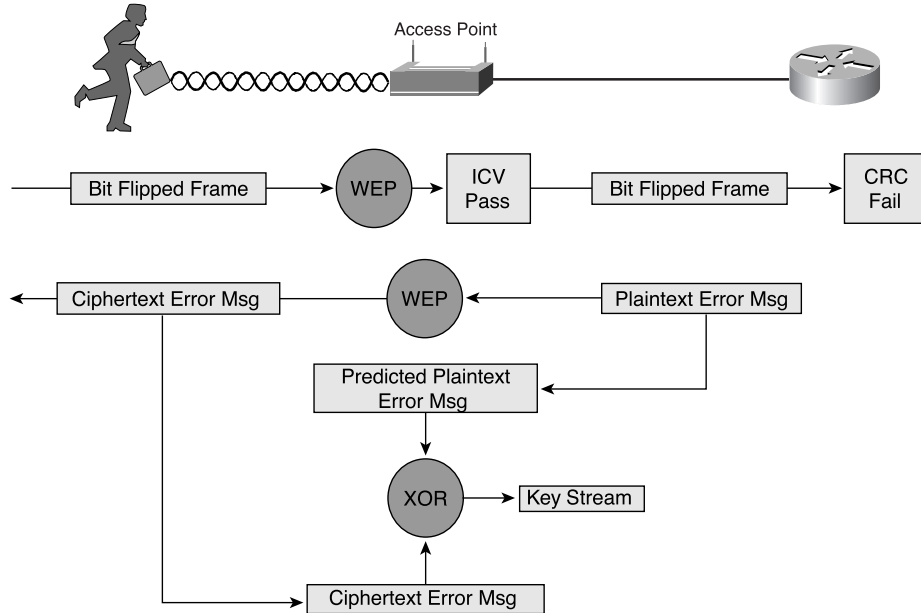 Access Point
Bit Flipped Frame
WEP
ICV
Pass
Bit Flipped Frame
CRC
Fail
Ciphertext Error Msg
WEP
Plaintext Error Msg
Predicted Plaintext
Error Msg
XOR
Key Stream
Ciphertext Error Msg